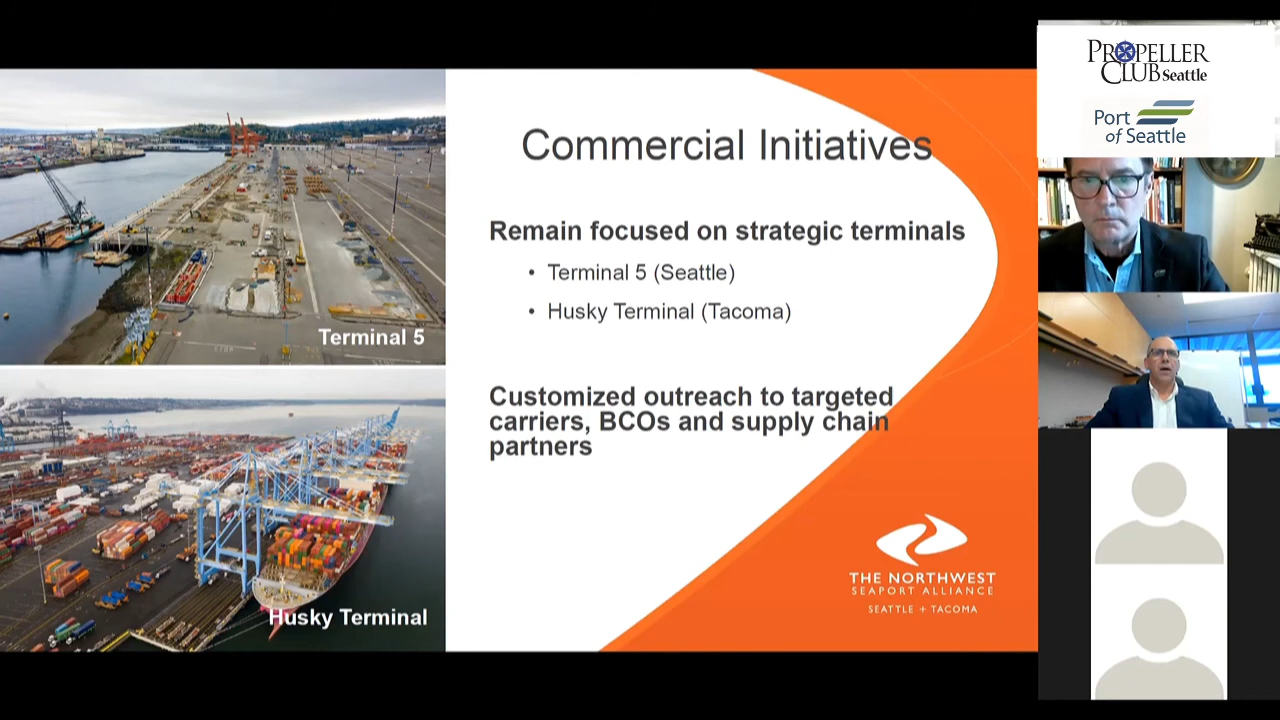 Commercial Initiatives
Remain focused on strategic terminals
• Terminal 5 (Seattle)
• Husky Terminal (Tacoma)
Customized outreach to targeted
carriers, BCOs and supply chain
partners
Terminal 5
Husky Terminal
THE NORTHWEST
SEAPORT ALLIANCE
SEATTLE + TACOMA
PROPELLER
CLUB Seattle
Port
of Seattle